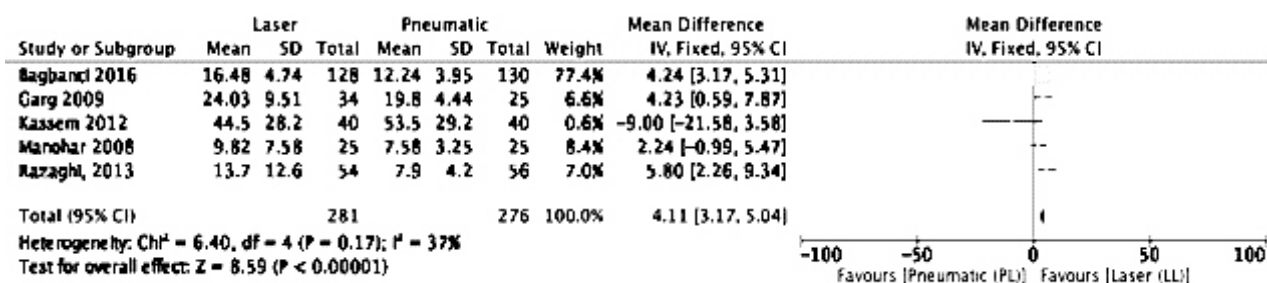 Laser Pneumatic Mean Difference Mean Difference
Study or Subgroup Mean SD Total Mean SD Total Weight IV, Fixed, 95% CI IV, Fixed, 95% CI
Bagbanci 2016 16.48 4.74 128 12.24 3.95 130 77.4% 4.24 [3.17, 5.31]
Garg 2009 24.03 9.51 34 19.8 4.44 25 6.6% 4.23 [0.59, 7.87]
Kassem 2012 44.5 28.2 40 53.5 29.2 40 0.6% -9.00 [-21.58, 3.58]
Manohar 2008 9.82 7.58 25 7.58 3.25 25 8.4% 2.24 [-0.99, 5.47]
Razaghi, 2013 13.7 12.6 54 7.9 4.2 56 7.0% 5.80 [2.26, 9.34]
Total (95% CI) 281 276 100.0% 4.11 [3.17, 5.04]
Heterogeneity: Chi² = 6.40, df = 4 (P = 0.17); I² = 37%
Test for overall effect: Z = 8.59 (P < 0.00001)
-100 -50 0 50 100
Favours [Pneumatic (PL)] Favours [Laser (LL)]